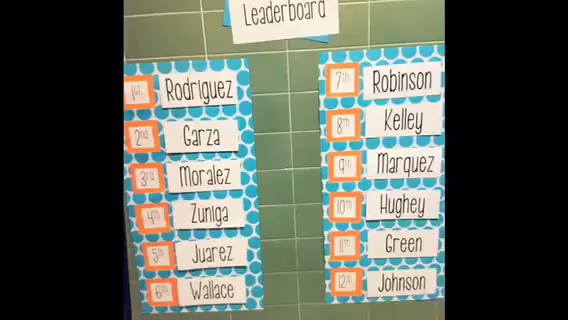 Leaderboard
1st Rodriguez
2nd Garza
3rd Moralez
4th Zuniga
5th Juarez
6th Wallace
7th Robinson
8th Kelley
9th Marquez
10th Hughey
11th Green
12th Johnson